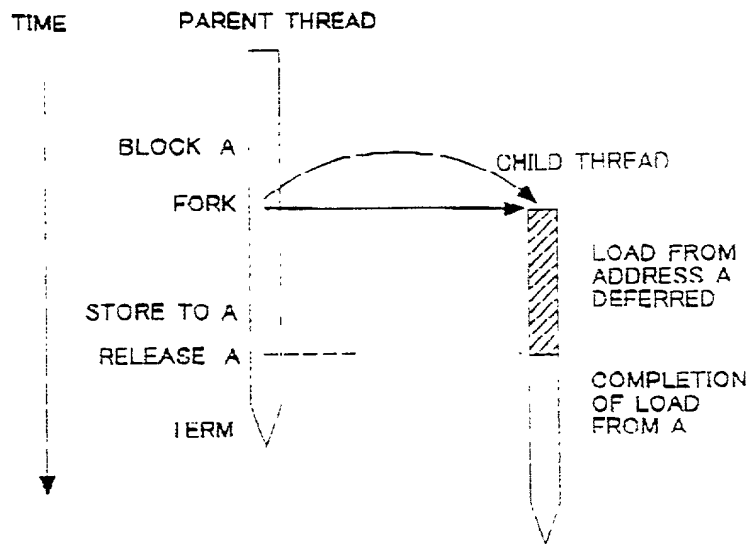 TIME
PARENT THREAD
BLOCK A
CHILD THREAD
FORK
LOAD FROM
ADDRESS A
DEFERRED
STORE TO A
RELEASE A
COMPLETION
OF LOAD
FROM A
TERM